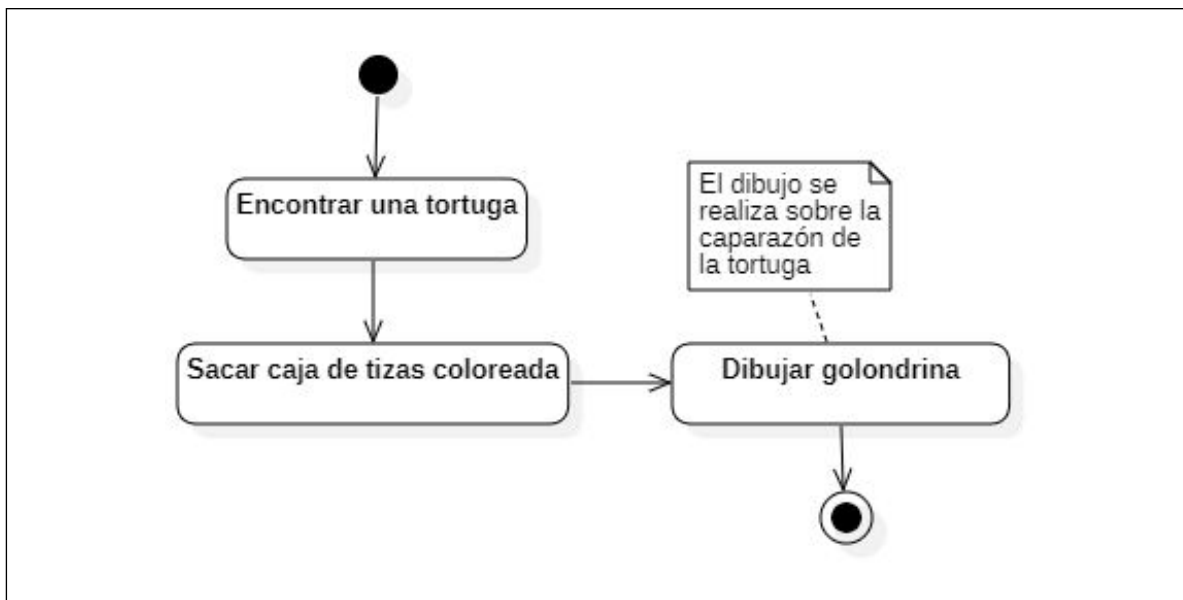 Encontrar una tortuga
El dibujo se
realiza sobre la
caparazón de
la tortuga
Sacar caja de tizas coloreada
Dibujar golondrina